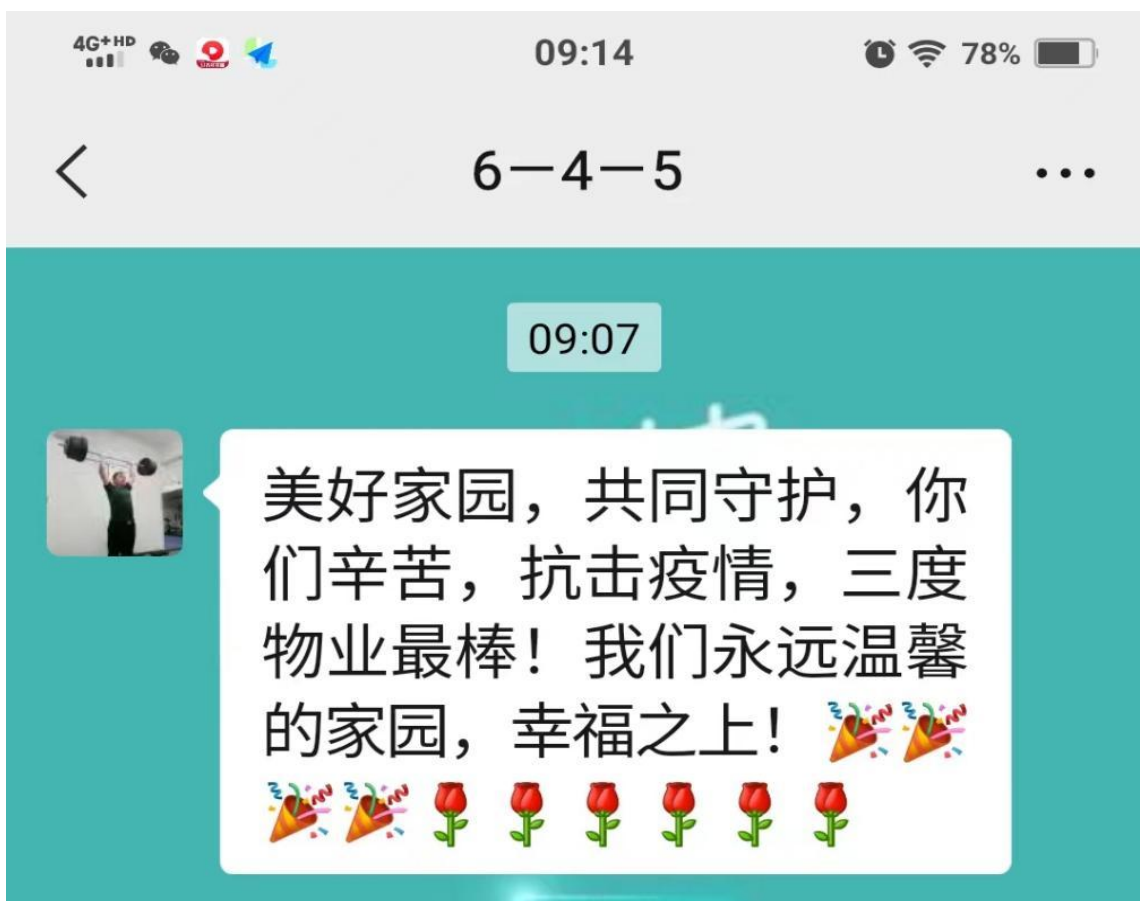 4G+HD 09:14 78%
6一4一5
09:07
美好家园，共同守护，你
们辛苦，抗击疫情，三度
物业最棒！我们永远温馨
的家园，幸福之上！🎉🎉
🎉🎉🌹🌹🌹🌹🌹🌹